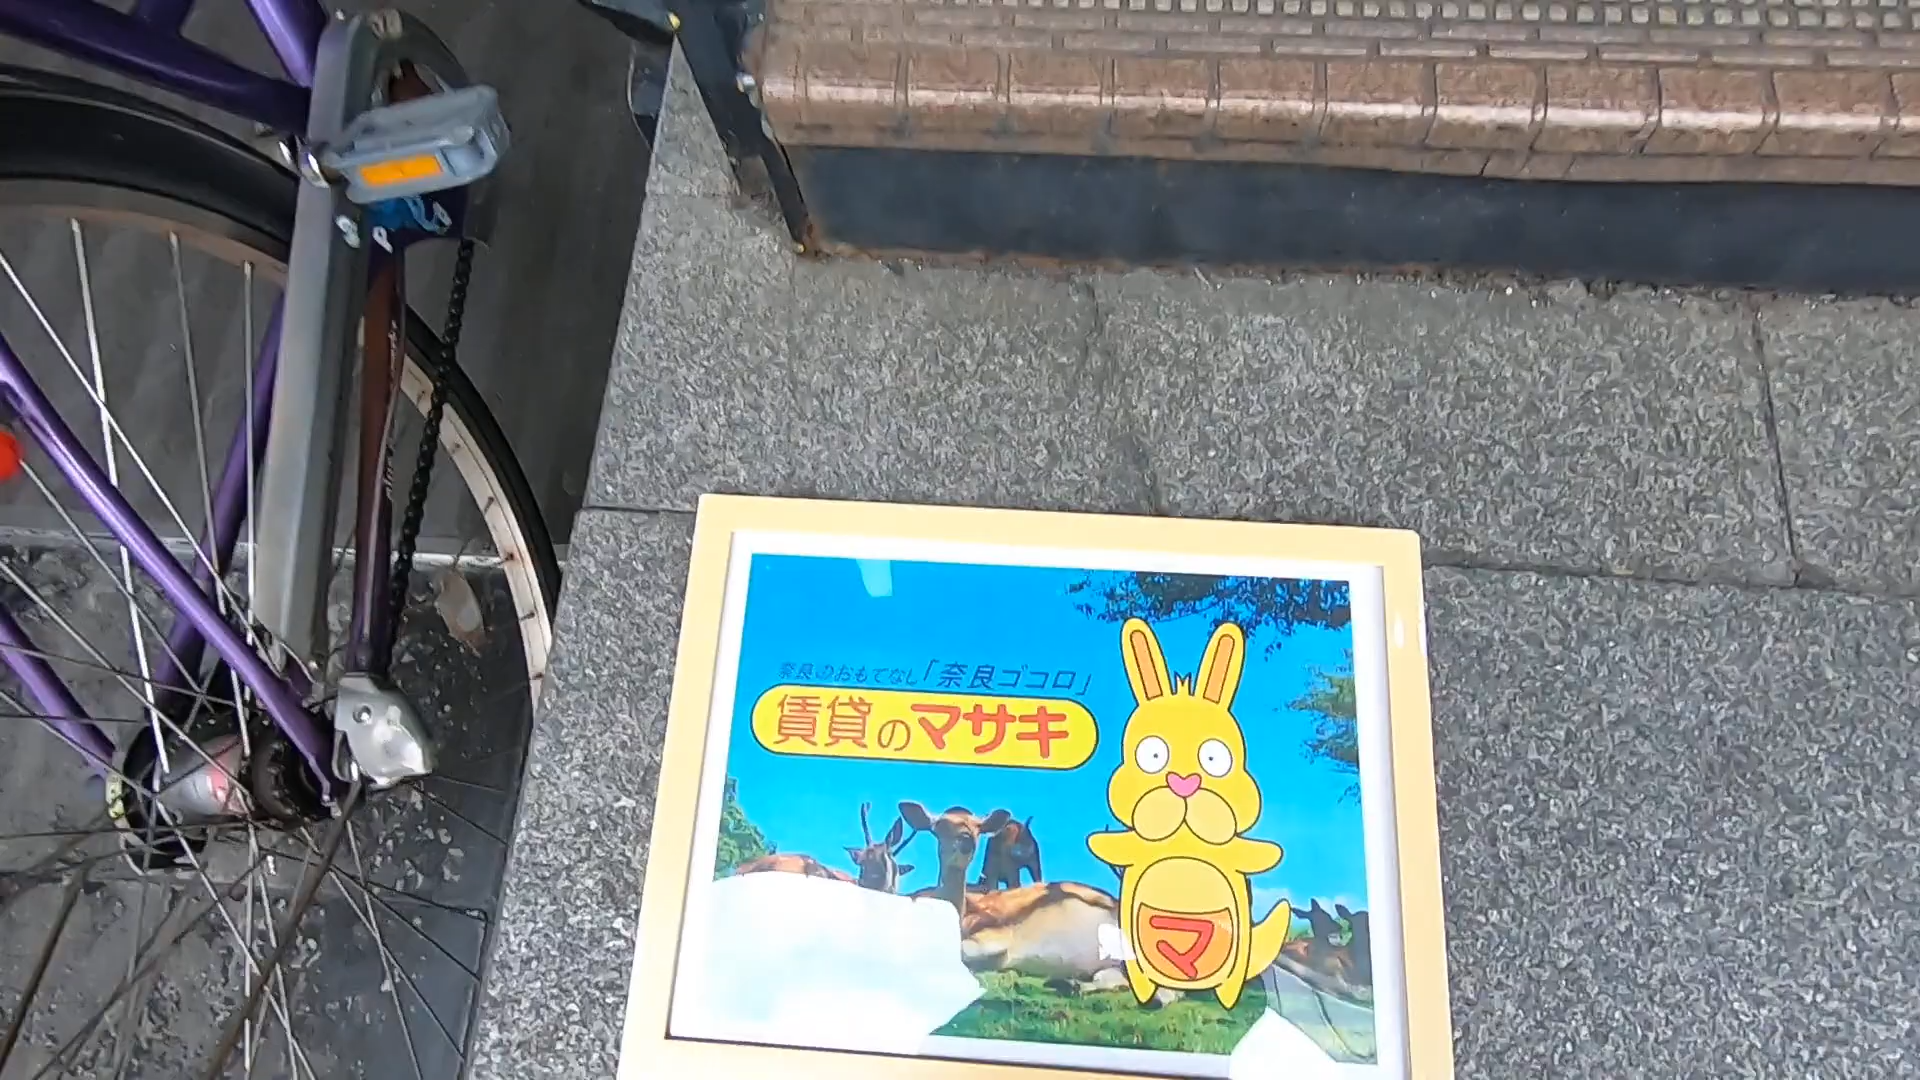 奈良のおもてなし「奈良ゴコロ」
賃貸のマサキ
マ